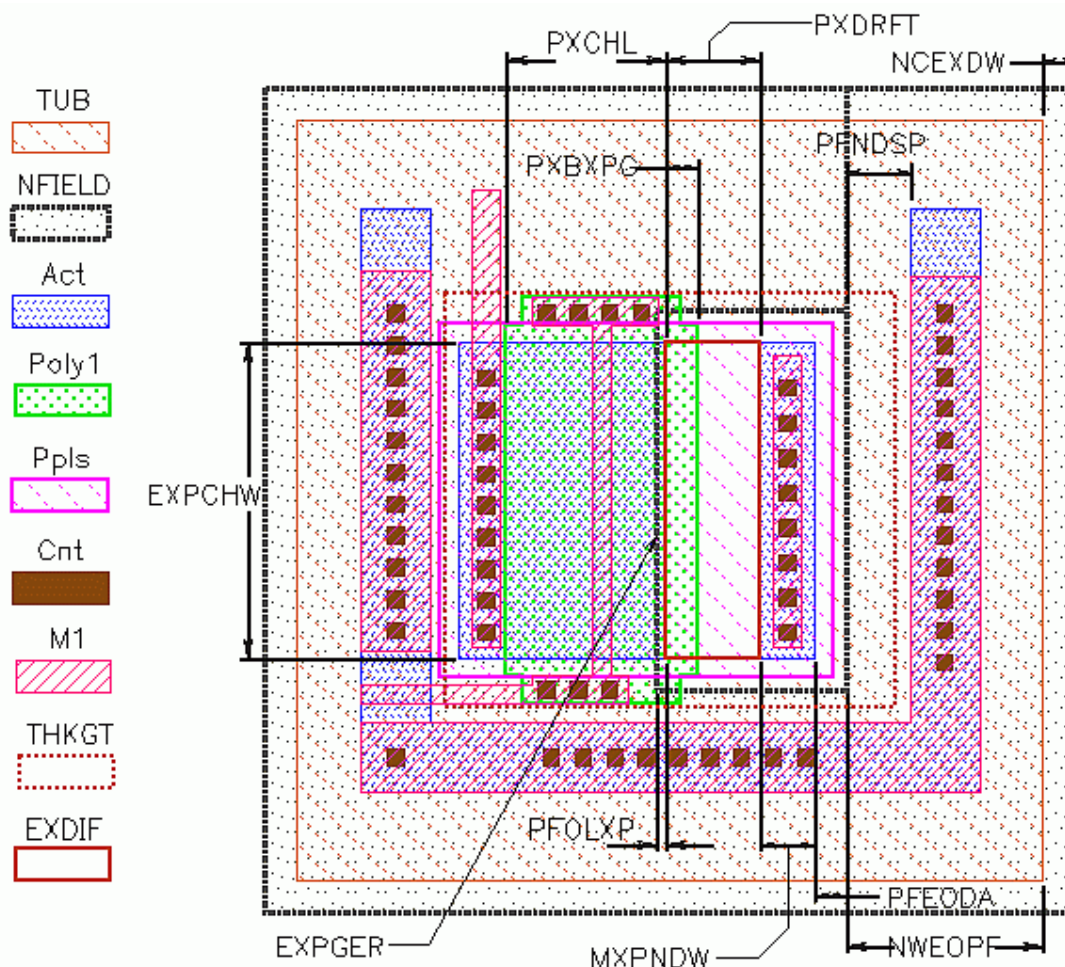 PXDRFT
PXCHL
NCEXDW
TUB
PFNDSP
PXBXPG
NFIELD
Act
Poly1
Ppls
EXPCHW
Cnt
M1
THKGT
EXDIF
PFOLXP
PFEODA
EXPGER
MXPNDW
NWEOPF